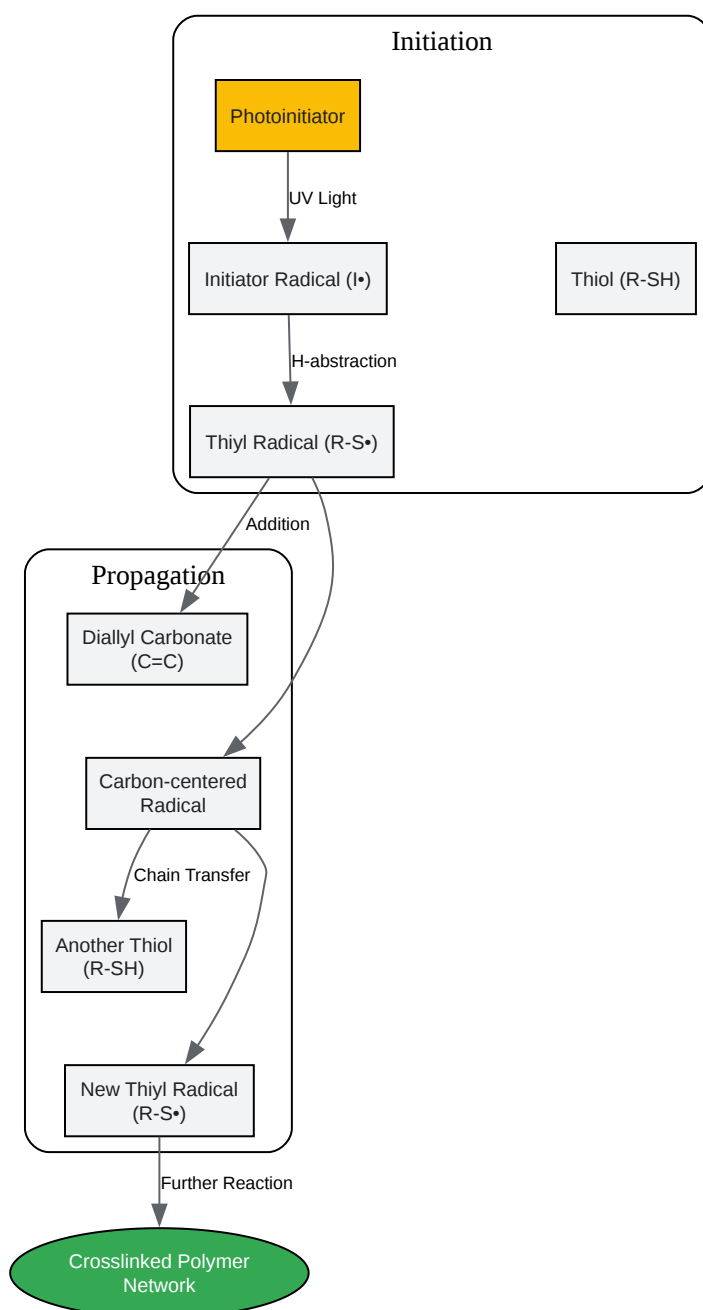 Initiation
Photoinitiator
UV Light
Initiator Radical (I•)
Thiol (R-SH)
H-abstraction
Thiyl Radical (R-S•)
Addition
Propagation
Diallyl Carbonate
(C=C)
Carbon-centered
Radical
Chain Transfer
Another Thiol
(R-SH)
New Thiyl Radical
(R-S•)
Further Reaction
Crosslinked Polymer
Network